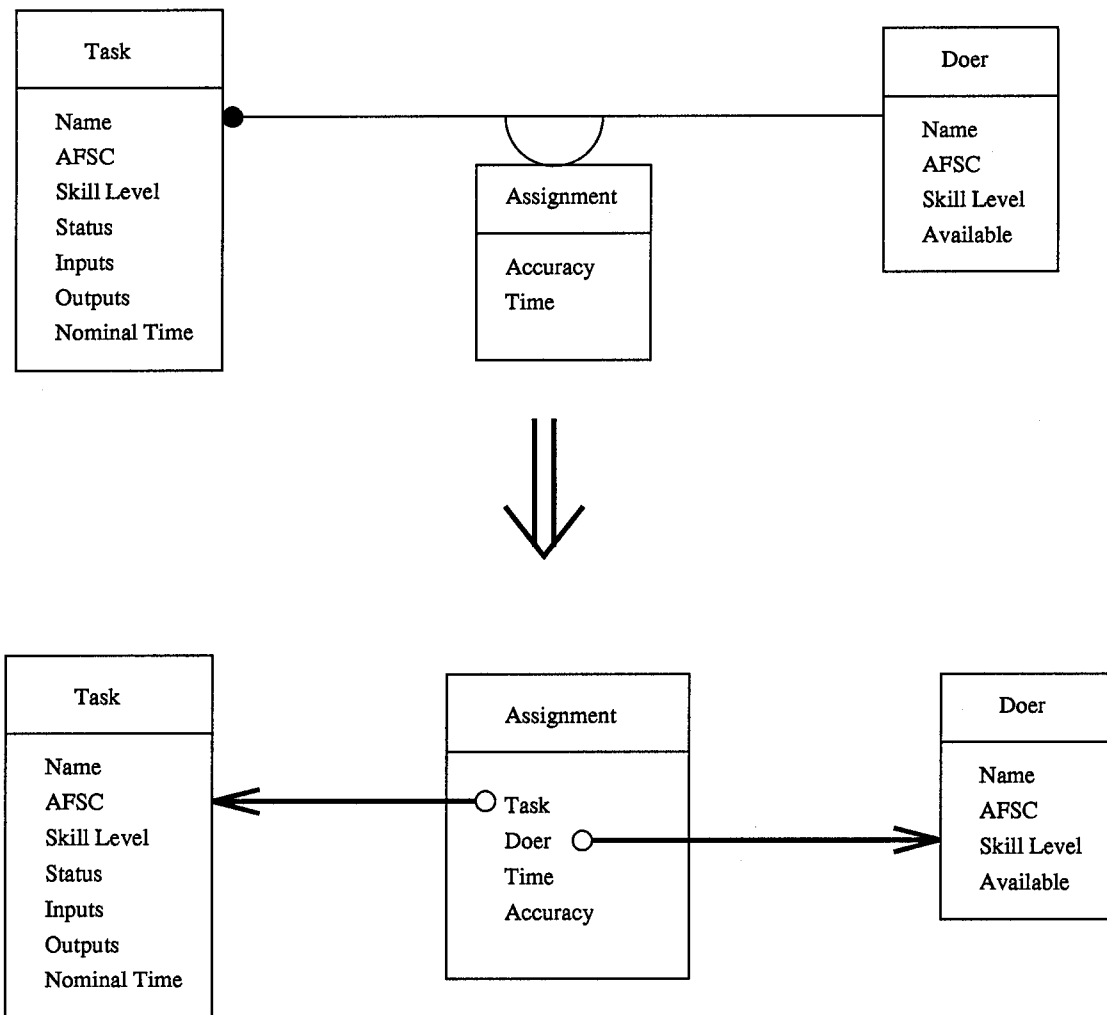 Task
Name
AFSC
Skill Level
Status
Inputs
Outputs
Nominal Time
Assignment
Accuracy
Time
Doer
Name
AFSC
Skill Level
Available
Task
Name
AFSC
Skill Level
Status
Inputs
Outputs
Nominal Time
Assignment
Task
Doer
Time
Accuracy
Doer
Name
AFSC
Skill Level
Available